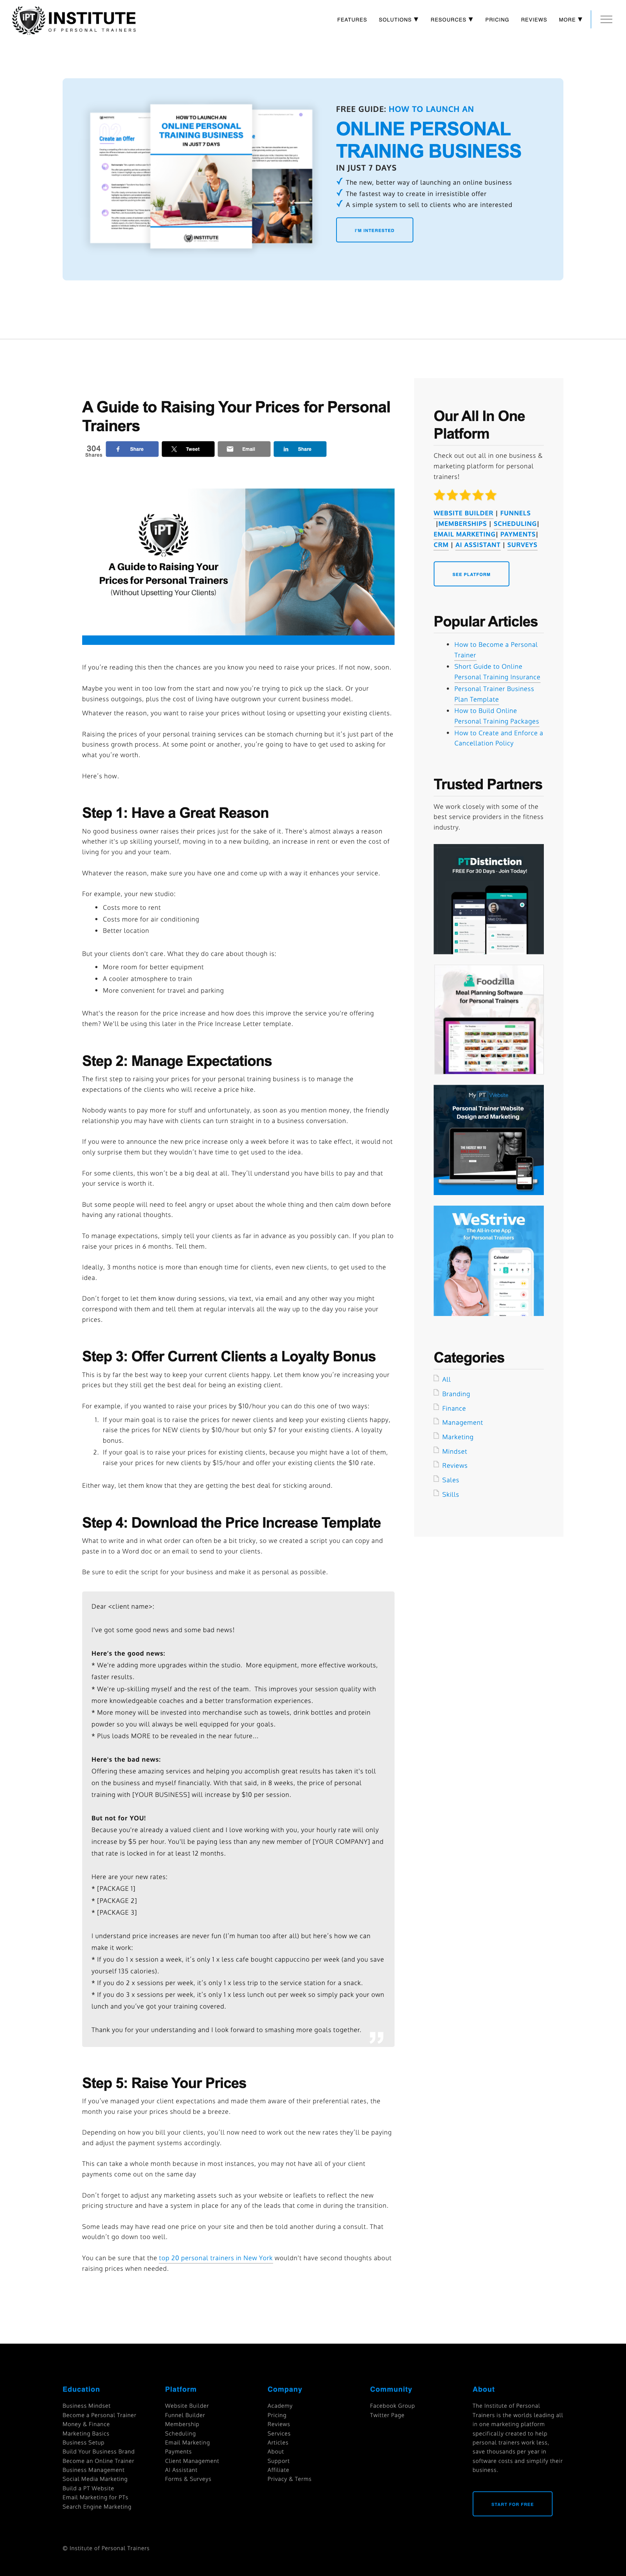 IPT INSTITUTE
OF PERSONAL TRAINERS
FEATURES SOLUTIONS ▼ RESOURCES ▼ PRICING REVIEWS MORE ▼
Create an Offer
HOW TO LAUNCH AN
ONLINE PERSONAL
TRAINING BUSINESS
IN JUST 7 DAYS
INSTITUTE
FREE GUIDE: HOW TO LAUNCH AN
ONLINE PERSONAL
TRAINING BUSINESS
IN JUST 7 DAYS
✓ The new, better way of launching an online business
✓ The fastest way to create in irresistible offer
✓ A simple system to sell to clients who are interested
I'M INTERESTED
A Guide to Raising Your Prices for Personal
Trainers
304
Shares
Share
Tweet
Email
Share
IPT
A Guide to Raising Your
Prices for Personal Trainers
(Without Upsetting Your Clients)
If you're reading this then the chances are you know you need to raise your prices. If not now, soon.
Maybe you went in too low from the start and now you're trying to pick up the slack. Or your
business outgoings, plus the cost of living have outgrown your current business model.
Whatever the reason, you want to raise your prices without losing or upsetting your existing clients.
Raising the prices of your personal training services can be stomach churning but it's just part of the
business growth process. At some point or another, you're going to have to get used to asking for
what you're worth.
Here's how.
Step 1: Have a Great Reason
No good business owner raises their prices just for the sake of it. There's almost always a reason
whether it's up skilling yourself, moving in to a new building, an increase in rent or even the cost of
living for you and your team.
Whatever the reason, make sure you have one and come up with a way it enhances your service.
For example, your new studio:
• Costs more to rent
• Costs more for air conditioning
• Better location
But your clients don't care. What they do care about though is:
• More room for better equipment
• A cooler atmosphere to train
• More convenient for travel and parking
What's the reason for the price increase and how does this improve the service you're offering
them? We'll be using this later in the Price Increase Letter template.
Step 2: Manage Expectations
The first step to raising your prices for your personal training business is to manage the
expectations of the clients who will receive a price hike.
Nobody wants to pay more for stuff and unfortunately, as soon as you mention money, the friendly
relationship you may have with clients can turn straight in to a business conversation.
If you were to announce the new price increase only a week before it was to take effect, it would not
only surprise them but they wouldn't have time to get used to the idea.
For some clients, this won't be a big deal at all. They'll understand you have bills to pay and that
your service is worth it.
But some people will need to feel angry or upset about the whole thing and then calm down before
having any rational thoughts.
To manage expectations, simply tell your clients as far in advance as you possibly can. If you plan to
raise your prices in 6 months. Tell them.
Ideally, 3 months notice is more than enough time for clients, even new clients, to get used to the
idea.
Don't forget to let them know during sessions, via text, via email and any other way you might
correspond with them and tell them at regular intervals all the way up to the day you raise your
prices.
Step 3: Offer Current Clients a Loyalty Bonus
This is by far the best way to keep your current clients happy. Let them know you're increasing your
prices but they still get the best deal for being an existing client.
For example, if you wanted to raise your prices by $10/hour you can do this one of two ways:
1. If your main goal is to raise the prices for newer clients and keep your existing clients happy,
raise the prices for NEW clients by $10/hour but only $7 for your existing clients. A loyalty
bonus.
2. If your goal is to raise your prices for existing clients, because you might have a lot of them,
raise your prices for new clients by $15/hour and offer your existing clients the $10 rate.
Either way, let them know that they are getting the best deal for sticking around.
Step 4: Download the Price Increase Template
What to write and in what order can often be a bit tricky, so we created a script you can copy and
paste in to a Word doc or an email to send to your clients.
Be sure to edit the script for your business and make it as personal as possible.
Dear <client name>:
I've got some good news and some bad news!
Here's the good news:
* We're adding more upgrades within the studio. More equipment, more effective workouts,
faster results.
* We're up-skilling myself and the rest of the team. This improves your session quality with
more knowledgeable coaches and a better transformation experiences.
* More money will be invested into merchandise such as towels, drink bottles and protein
powder so you will always be well equipped for your goals.
* Plus loads MORE to be revealed in the near future...
Here's the bad news:
Offering these amazing services and helping you accomplish great results has taken it's toll
on the business and myself financially. With that said, in 8 weeks, the price of personal
training with [YOUR BUSINESS] will increase by $10 per session.
But not for YOU!
Because you're already a valued client and I love working with you, your hourly rate will only
increase by $5 per hour. You'll be paying less than any new member of [YOUR COMPANY] and
that rate is locked in for at least 12 months.
Here are your new rates:
* [PACKAGE 1]
* [PACKAGE 2]
* [PACKAGE 3]
I understand price increases are never fun (I'm human too after all) but here's how we can
make it work:
* If you do 1 x session a week, it's only 1 x less cafe bought cappuccino per week (and you save
yourself 135 calories).
* If you do 2 x sessions per week, it's only 1 x less trip to the service station for a snack.
* If you do 3 x sessions per week, it's only 1 x less lunch out per week so simply pack your own
lunch and you've got your training covered.
Thank you for your understanding and I look forward to smashing more goals together.
Step 5: Raise Your Prices
If you've managed your client expectations and made them aware of their preferential rates, the
month you raise your prices should be a breeze.
Depending on how you bill your clients, you'll now need to work out the new rates they'll be paying
and adjust the payment systems accordingly.
This can take a whole month because in most instances, you may not have all of your client
payments come out on the same day
Don't forget to adjust any marketing assets such as your website or leaflets to reflect the new
pricing structure and have a system in place for any of the leads that come in during the transition.
Some leads may have read one price on your site and then be told another during a consult. That
wouldn't go down too well.
You can be sure that the top 20 personal trainers in New York wouldn't have second thoughts about
raising prices when needed.
Our All In One
Platform
Check out out all in one business &
marketing platform for personal
trainers!
WEBSITE BUILDER | FUNNELS
|MEMBERSHIPS | SCHEDULING|
EMAIL MARKETING| PAYMENTS|
CRM | AI ASSISTANT | SURVEYS
SEE PLATFORM
Popular Articles
• How to Become a Personal
Trainer
• Short Guide to Online
Personal Training Insurance
• Personal Trainer Business
Plan Template
• How to Build Online
Personal Training Packages
• How to Create and Enforce a
Cancellation Policy
Trusted Partners
We work closely with some of the
best service providers in the fitness
industry.
PTDistinction
FREE For 30 Days - Join Today!
Foodzilla
Meal Planning Software
for Personal Trainers
My PT Website
Personal Trainer Website
Design and Marketing
WeStrive
The All-in-one App
for Personal Trainers
Calendar
Categories
All
Branding
Finance
Management
Marketing
Mindset
Reviews
Sales
Skills
Education
Business Mindset
Become a Personal Trainer
Money & Finance
Marketing Basics
Business Setup
Build Your Business Brand
Become an Online Trainer
Business Management
Social Media Marketing
Build a PT Website
Email Marketing for PTs
Search Engine Marketing
Platform
Website Builder
Funnel Builder
Membership
Scheduling
Email Marketing
Payments
Client Management
AI Assistant
Forms & Surveys
Company
Academy
Pricing
Reviews
Services
Articles
About
Support
Affiliate
Privacy & Terms
Community
Facebook Group
Twitter Page
About
The Institute of Personal
Trainers is the worlds leading all
in one marketing platform
specifically created to help
personal trainers work less,
save thousands per year in
software costs and simplify their
business.
START FOR FREE
© Institute of Personal Trainers